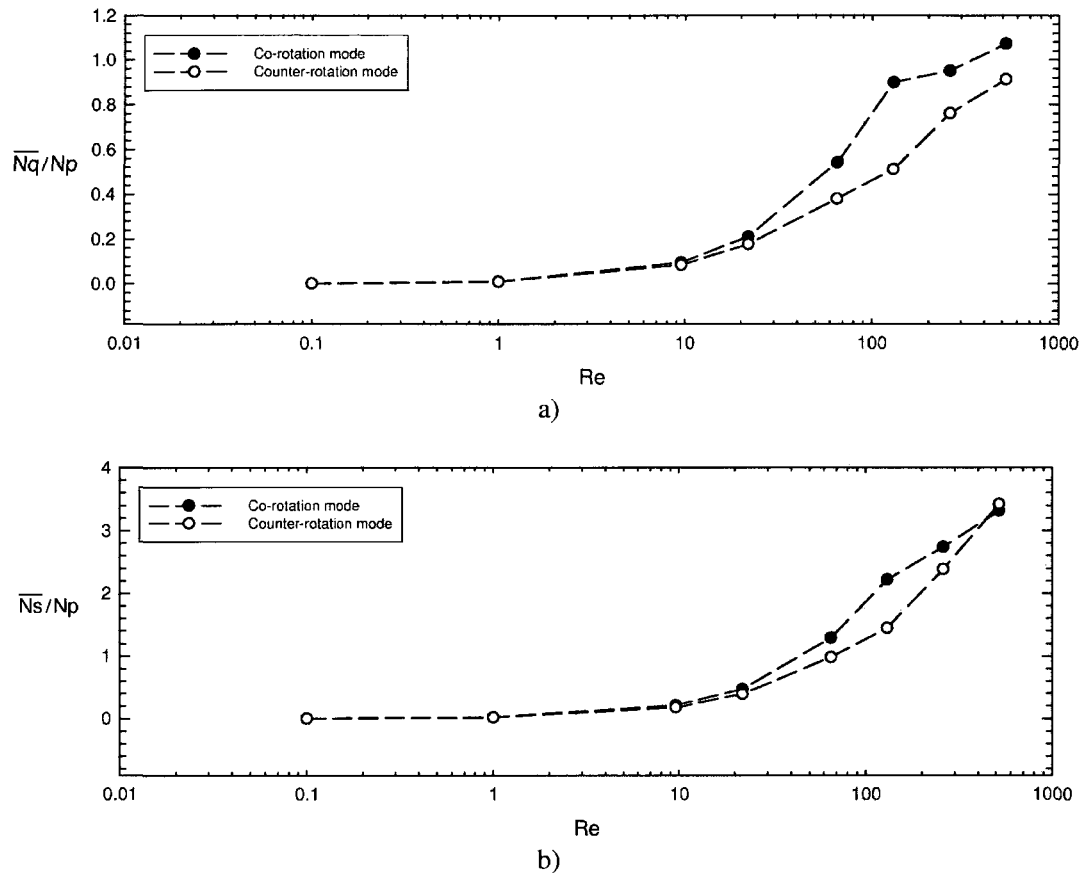 1.2
1.0
0.8
0.6
0.4
0.2
0.0
Nq/Np
Co-rotation mode
Counter-rotation mode
0.01 0.1 1 10 100 1000
Re
a)
4
3
2
1
0
Ns/Np
Co-rotation mode
Counter-rotation mode
0.01 0.1 1 10 100 1000
Re
b)